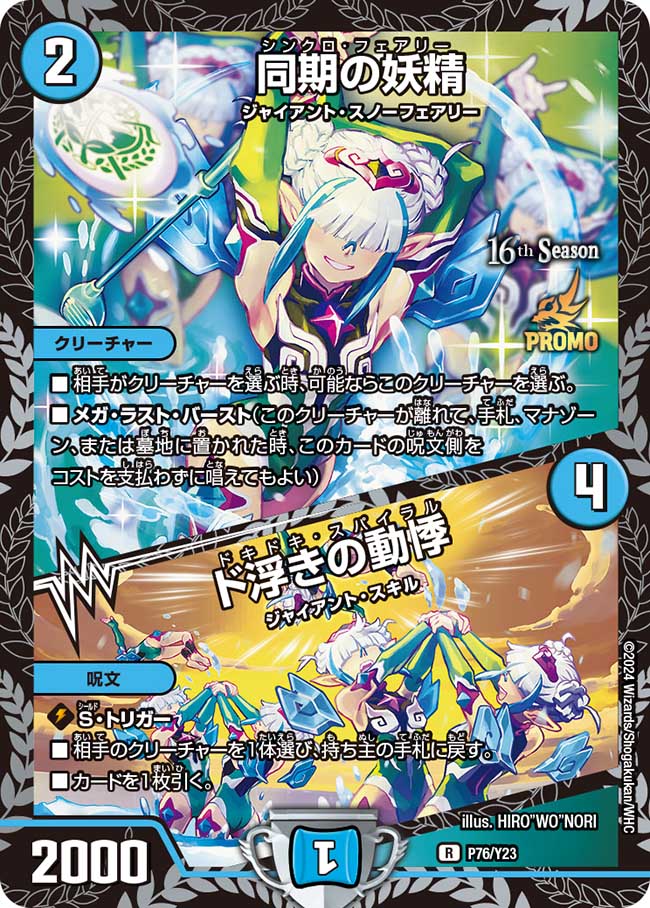 2
シンクロ・フェアリー
同期の妖精
ジャイアント・スノーフェアリー
16th Season
PROMO
クリーチャー
■相手がクリーチャーを選ぶ時、可能ならこのクリーチャーを選ぶ。
■メガ・ラスト・バースト(このクリーチャーが離れて、手札、マナゾー
ン、または墓地に置かれた時、このカードの呪文側を
コストを支払わずに唱えてもよい)
4
ドキドキ・スパイラル
ド浮きの動悸
ジャイアント・スキル
呪文
S・トリガー
■相手のクリーチャーを1体選び、持ち主の手札に戻す。
■カードを1枚引く。
©2024 Wizards/Shogakukan/WHC
illus. HIRO"WO"NORI
2000
1
R P76/Y23